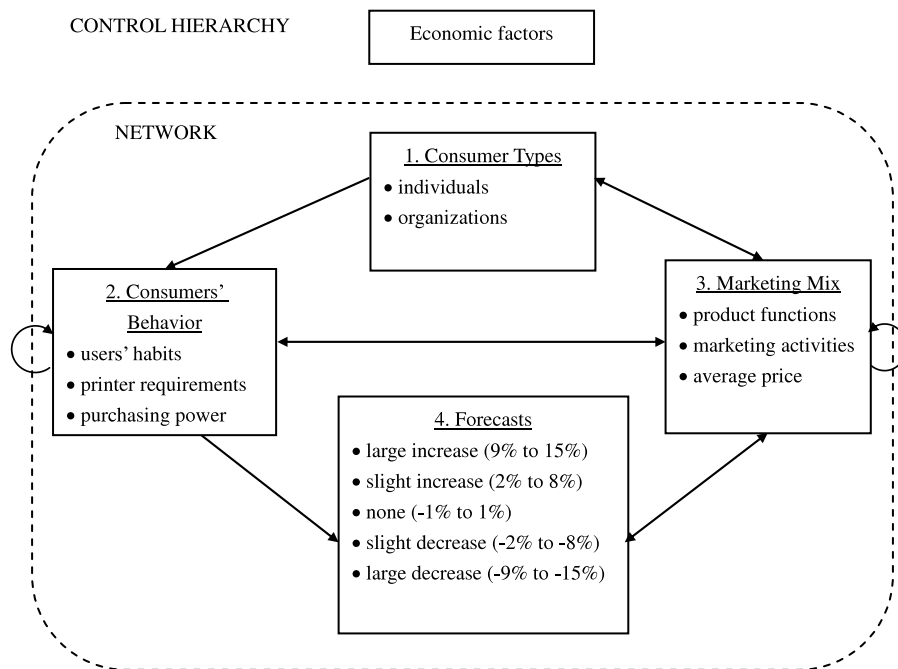 CONTROL HIERARCHY
Economic factors
NETWORK
1. Consumer Types
• individuals
• organizations
2. Consumers’
Behavior
• users’ habits
• printer requirements
• purchasing power
3. Marketing Mix
• product functions
• marketing activities
• average price
4. Forecasts
• large increase (9% to 15%)
• slight increase (2% to 8%)
• none (-1% to 1%)
• slight decrease (-2% to -8%)
• large decrease (-9% to -15%)